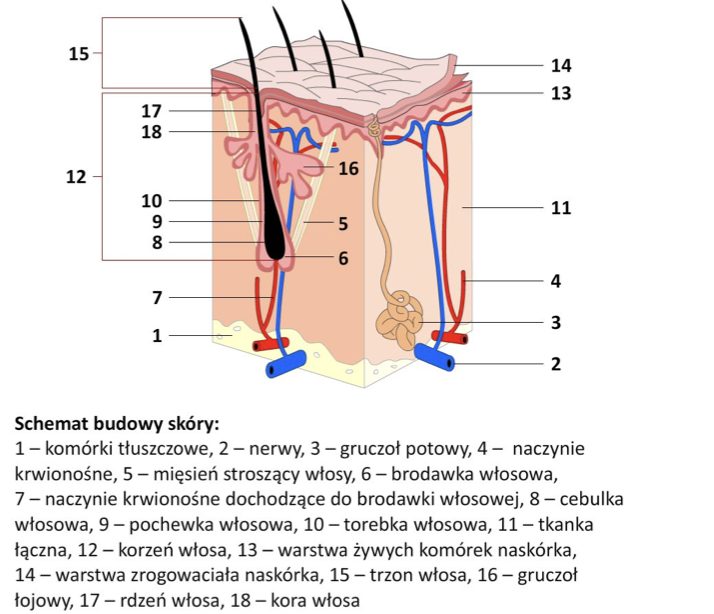 15
14
13
17
18
16
12
10
11
9
5
8
6
4
7
3
1
2
Schemat budowy skóry:
1 – komórki tłuszczowe, 2 – nerwy, 3 – gruczoł potowy, 4 – naczynie
krwionośne, 5 – mięsień stroszący włosy, 6 – brodawka włosowa,
7 – naczynie krwionośne dochodzące do brodawki włosowej, 8 – cebulka
włosowa, 9 – pochewka włosowa, 10 – torebka włosowa, 11 – tkanka
łączna, 12 – korzeń włosa, 13 – warstwa żywych komórek naskórka,
14 – warstwa zrogowaciała naskórka, 15 – trzon włosa, 16 – gruczoł
łojowy, 17 – rdzeń włosa, 18 – kora włosa